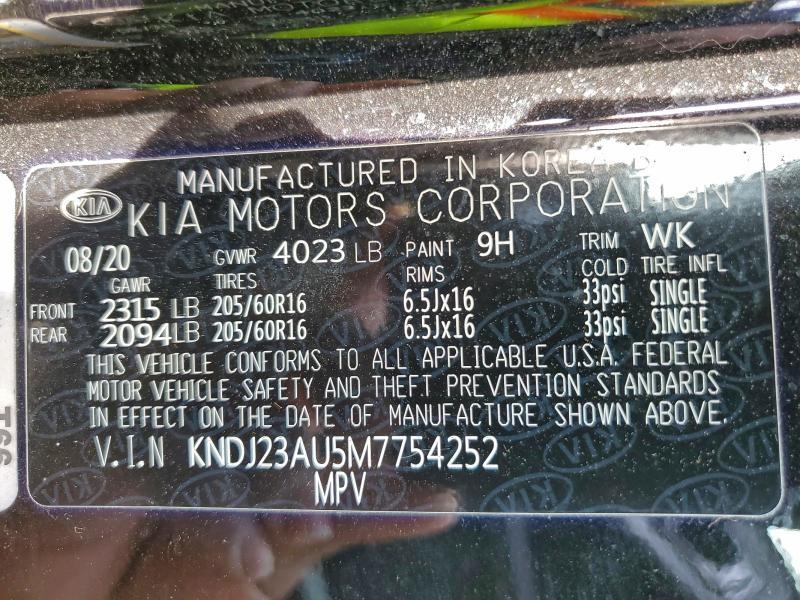 MANUFACTURED IN KOREA
KIA KIA MOTORS CORPORATION
08/20 GVWR 4023 LB PAINT 9H TRIM WK
GAWR TIRES RIMS COLD TIRE INFL
FRONT 2315 LB 205/60R16 6.5Jx16 33psi SINGLE
REAR 2094 LB 205/60R16 6.5Jx16 33psi SINGLE
THIS VEHICLE CONFORMS TO ALL APPLICABLE U.S.A. FEDERAL
MOTOR VEHICLE SAFETY AND THEFT PREVENTION STANDARDS
IN EFFECT ON THE DATE OF MANUFACTURE SHOWN ABOVE.
V.I.N KNDJ23AU5M7754252
MPV